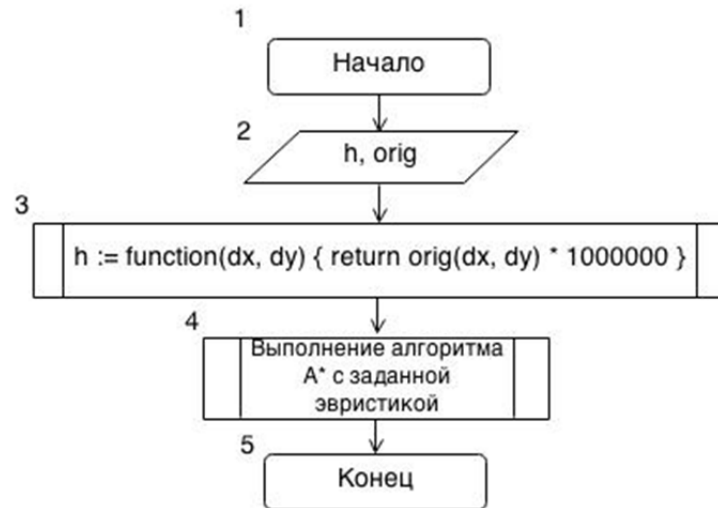 1
Начало
2
h, orig
3
h := function(dx, dy) { return orig(dx, dy) * 1000000 }
4
Выполнение алгоритма
A* с заданной
эвристикой
5
Конец